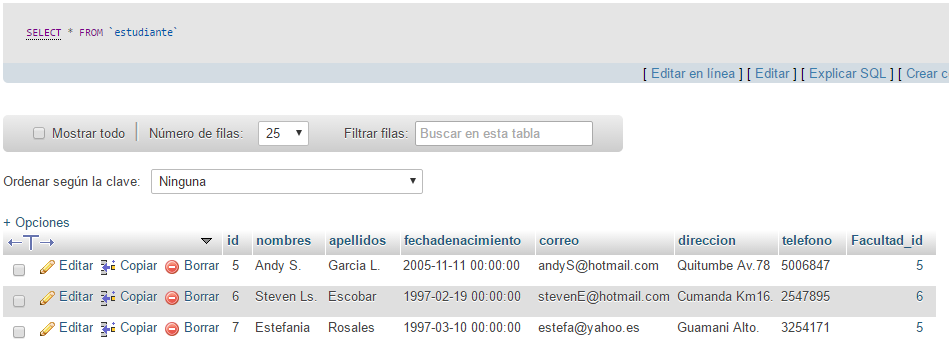 SELECT * FROM `estudiante`
[ Editar en línea ] [ Editar ] [ Explicar SQL ] [ Crear c
Mostrar todo Número de filas: 25 Filtrar filas: Buscar en esta tabla
Ordenar según la clave: Ninguna
+ Opciones
←T→ id nombres apellidos fechadenacimiento correo direccion telefono Facultad_id
Editar Copiar Borrar 5 Andy S. Garcia L. 2005-11-11 00:00:00 andyS@hotmail.com Quitumbe Av.78 5006847 5
Editar Copiar Borrar 6 Steven Ls. Escobar 1997-02-19 00:00:00 stevenE@hotmail.com Cumanda Km16. 2547895 6
Editar Copiar Borrar 7 Estefania Rosales 1997-03-10 00:00:00 estefa@yahoo.es Guamani Alto. 3254171 5